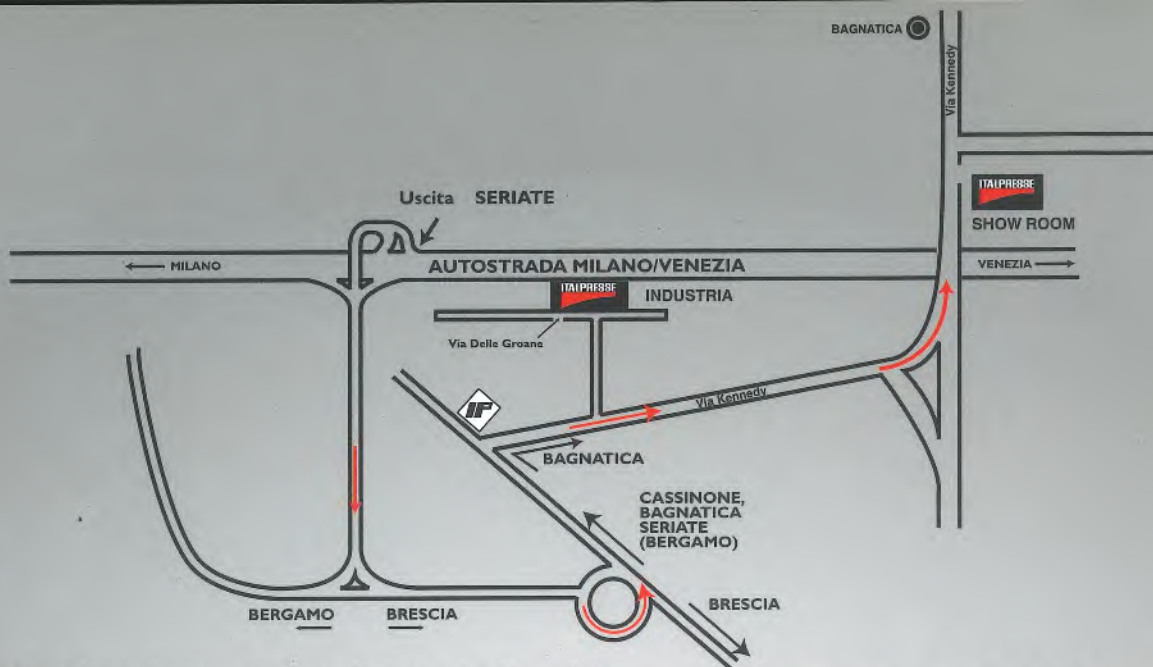 BAGNATICA
Via Kennedy
ITALPRESSE
SHOW ROOM
Uscita SERIATE
MILANO
AUTOSTRADA MILANO/VENEZIA
VENEZIA
ITALPRESSE
INDUSTRIA
Via Delle Groane
IP
Via Kennedy
BAGNATICA
CASSINONE,
BAGNATICA
SERIATE
(BERGAMO)
BERGAMO
BRESCIA
BRESCIA